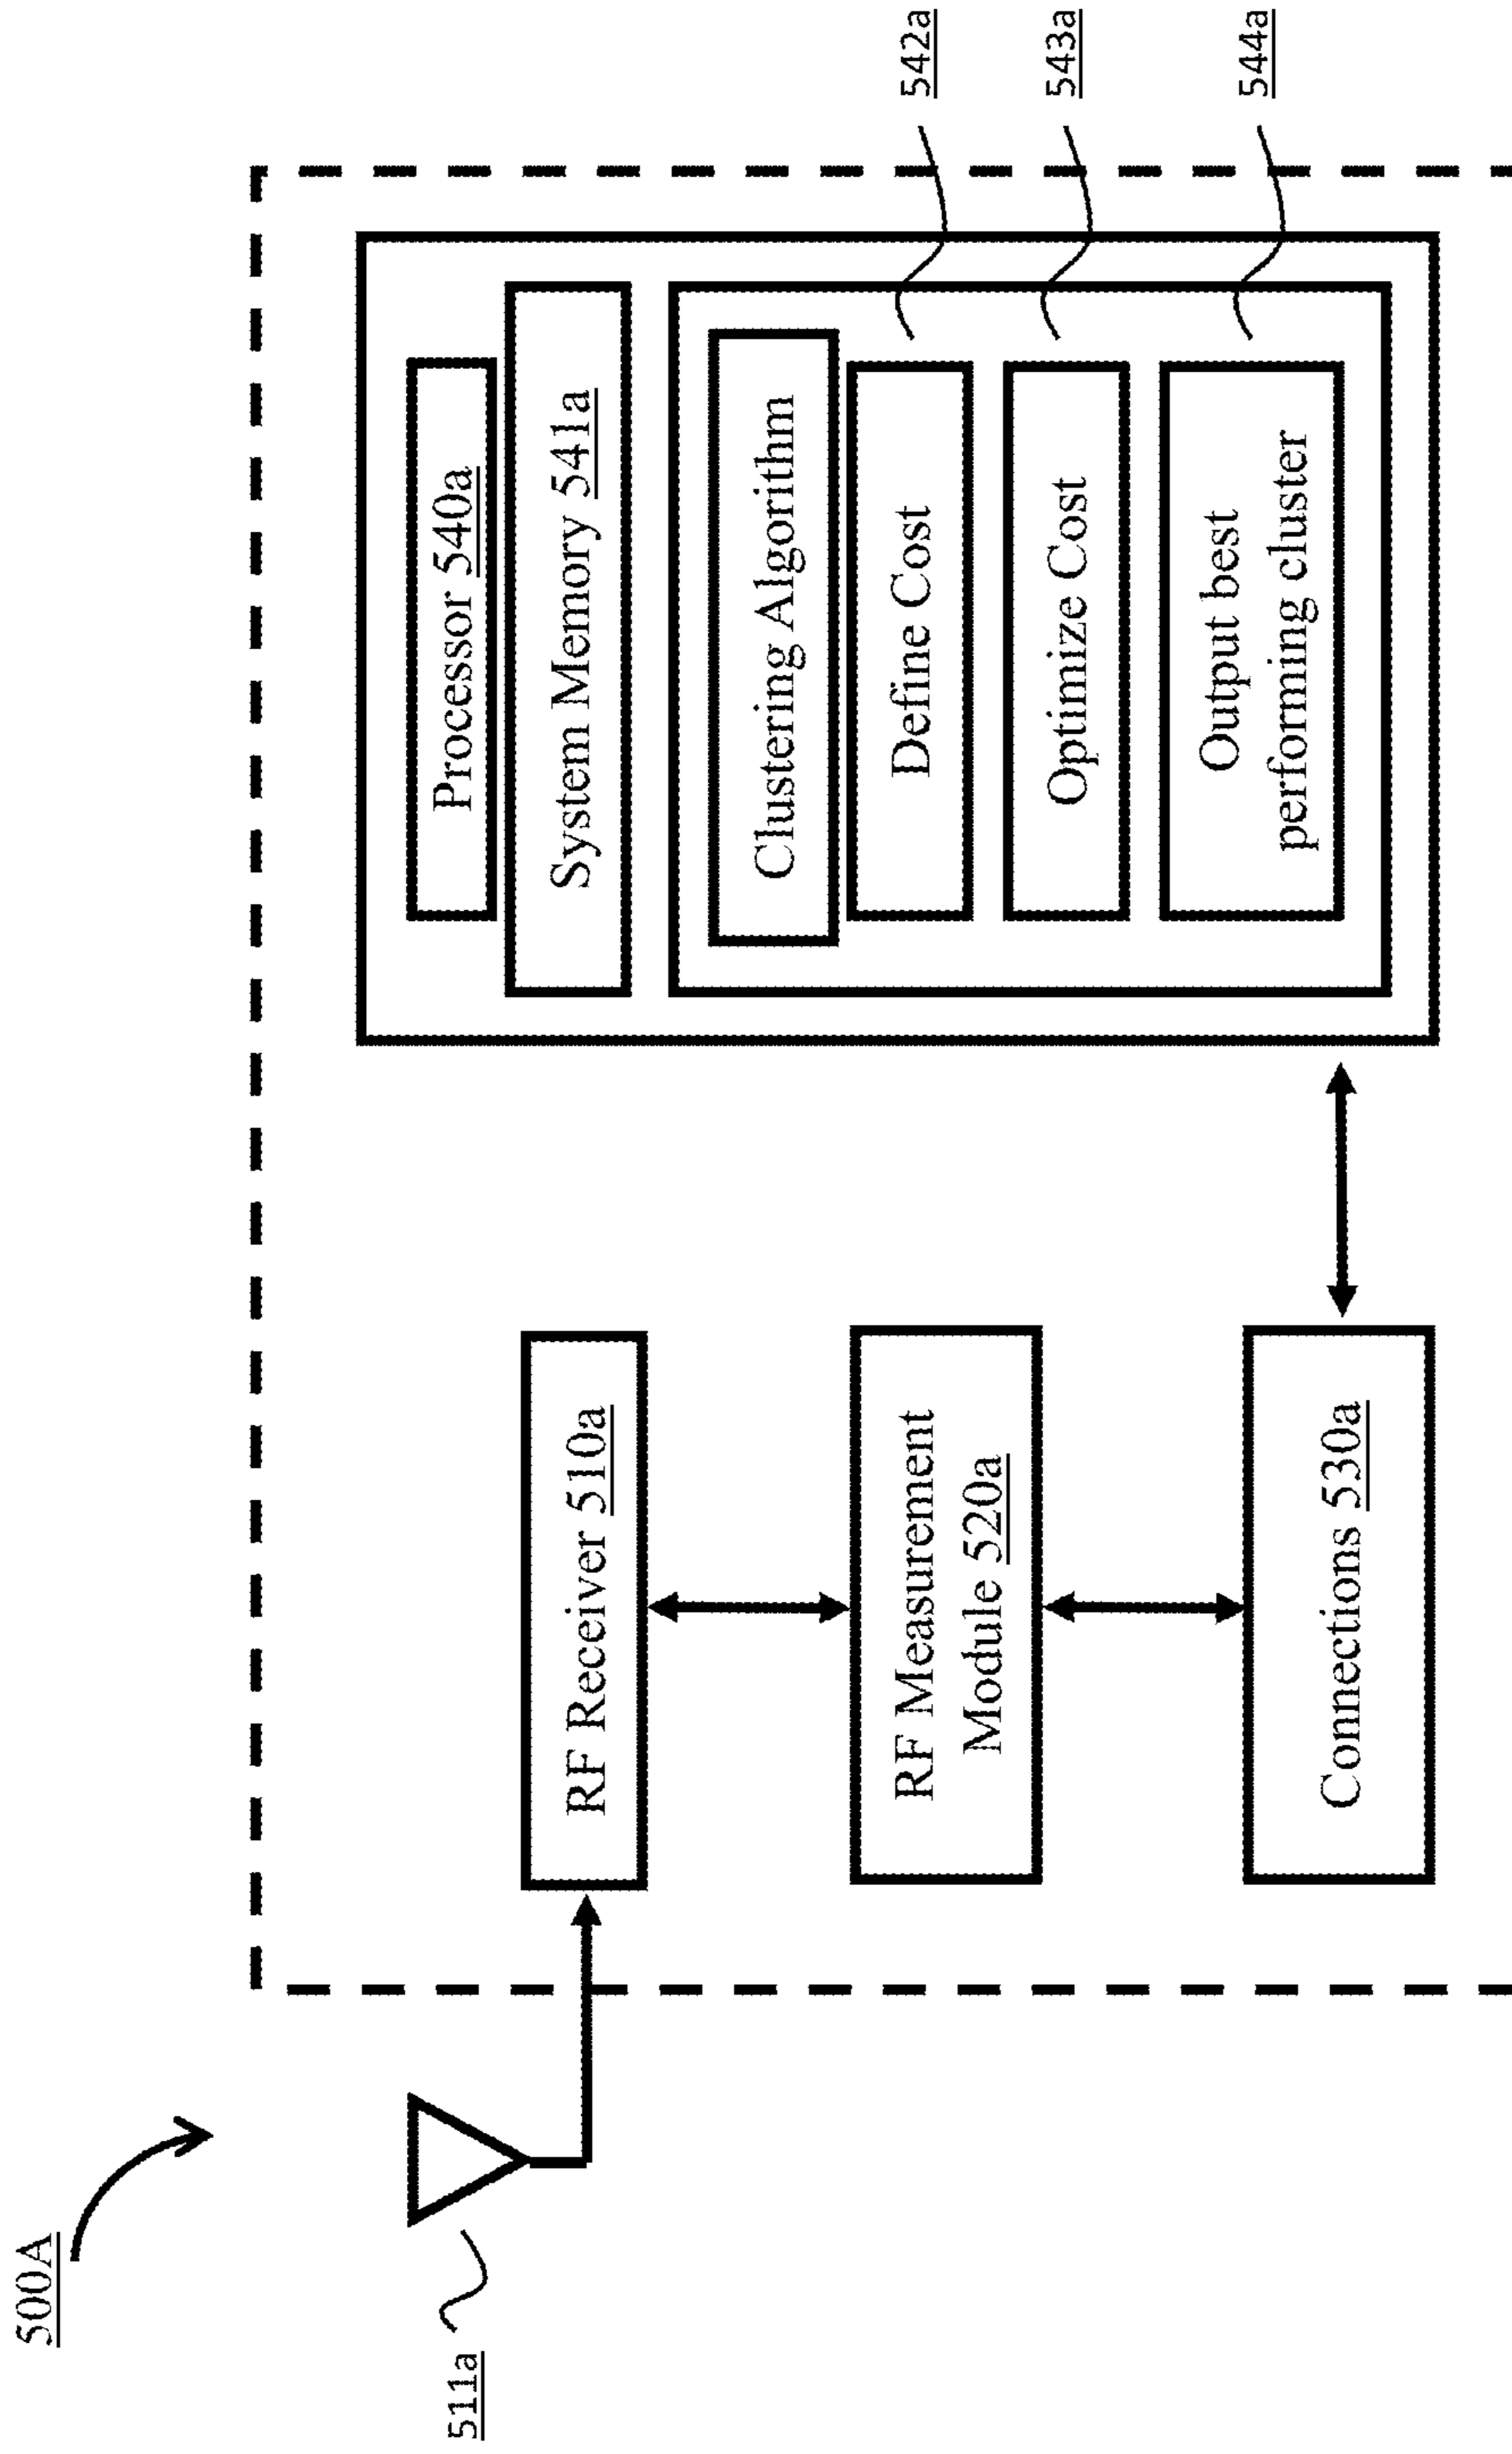 500A
511a
RF Receiver 510a
RF Measurement
Module 520a
Connections 530a
Processor 540a
System Memory 541a
Clustering Algorithm
Define Cost
Optimize Cost
Output best
performing cluster
542a
543a
544a